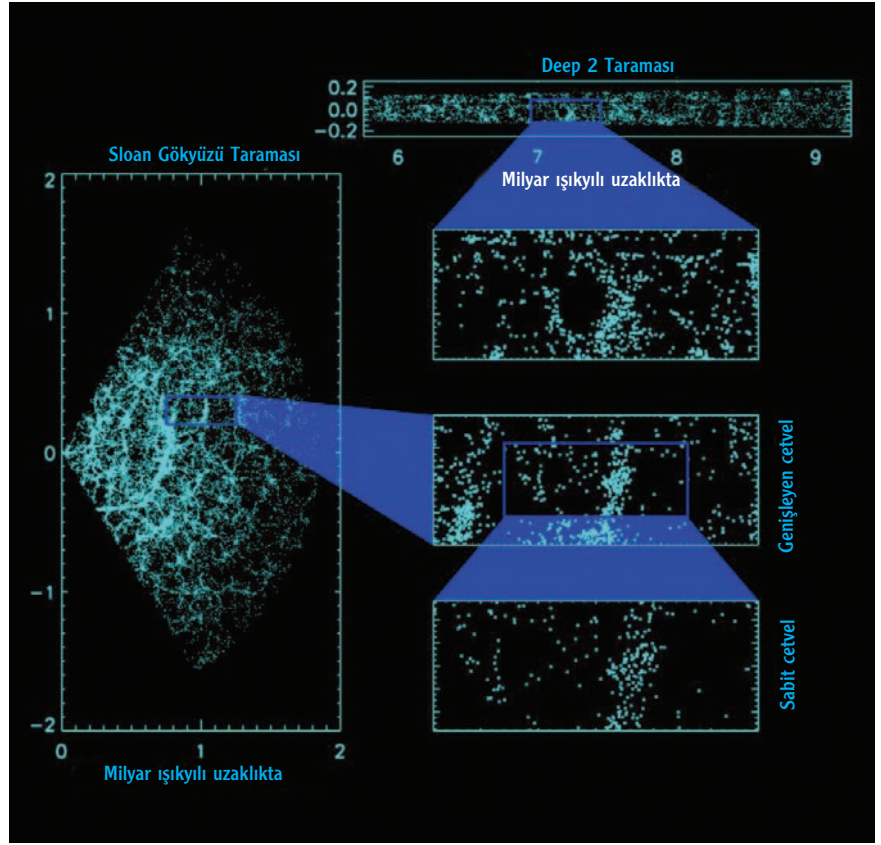 Deep 2 Taraması
0.2
0.0
−0.2
6 7 8 9
Milyar ışıkyılı uzaklıkta
Sloan Gökyüzü Taraması
2
1
0
−1
−2
0 1 2
Milyar ışıkyılı uzaklıkta
Genişleyen cetvel
Sabit cetvel